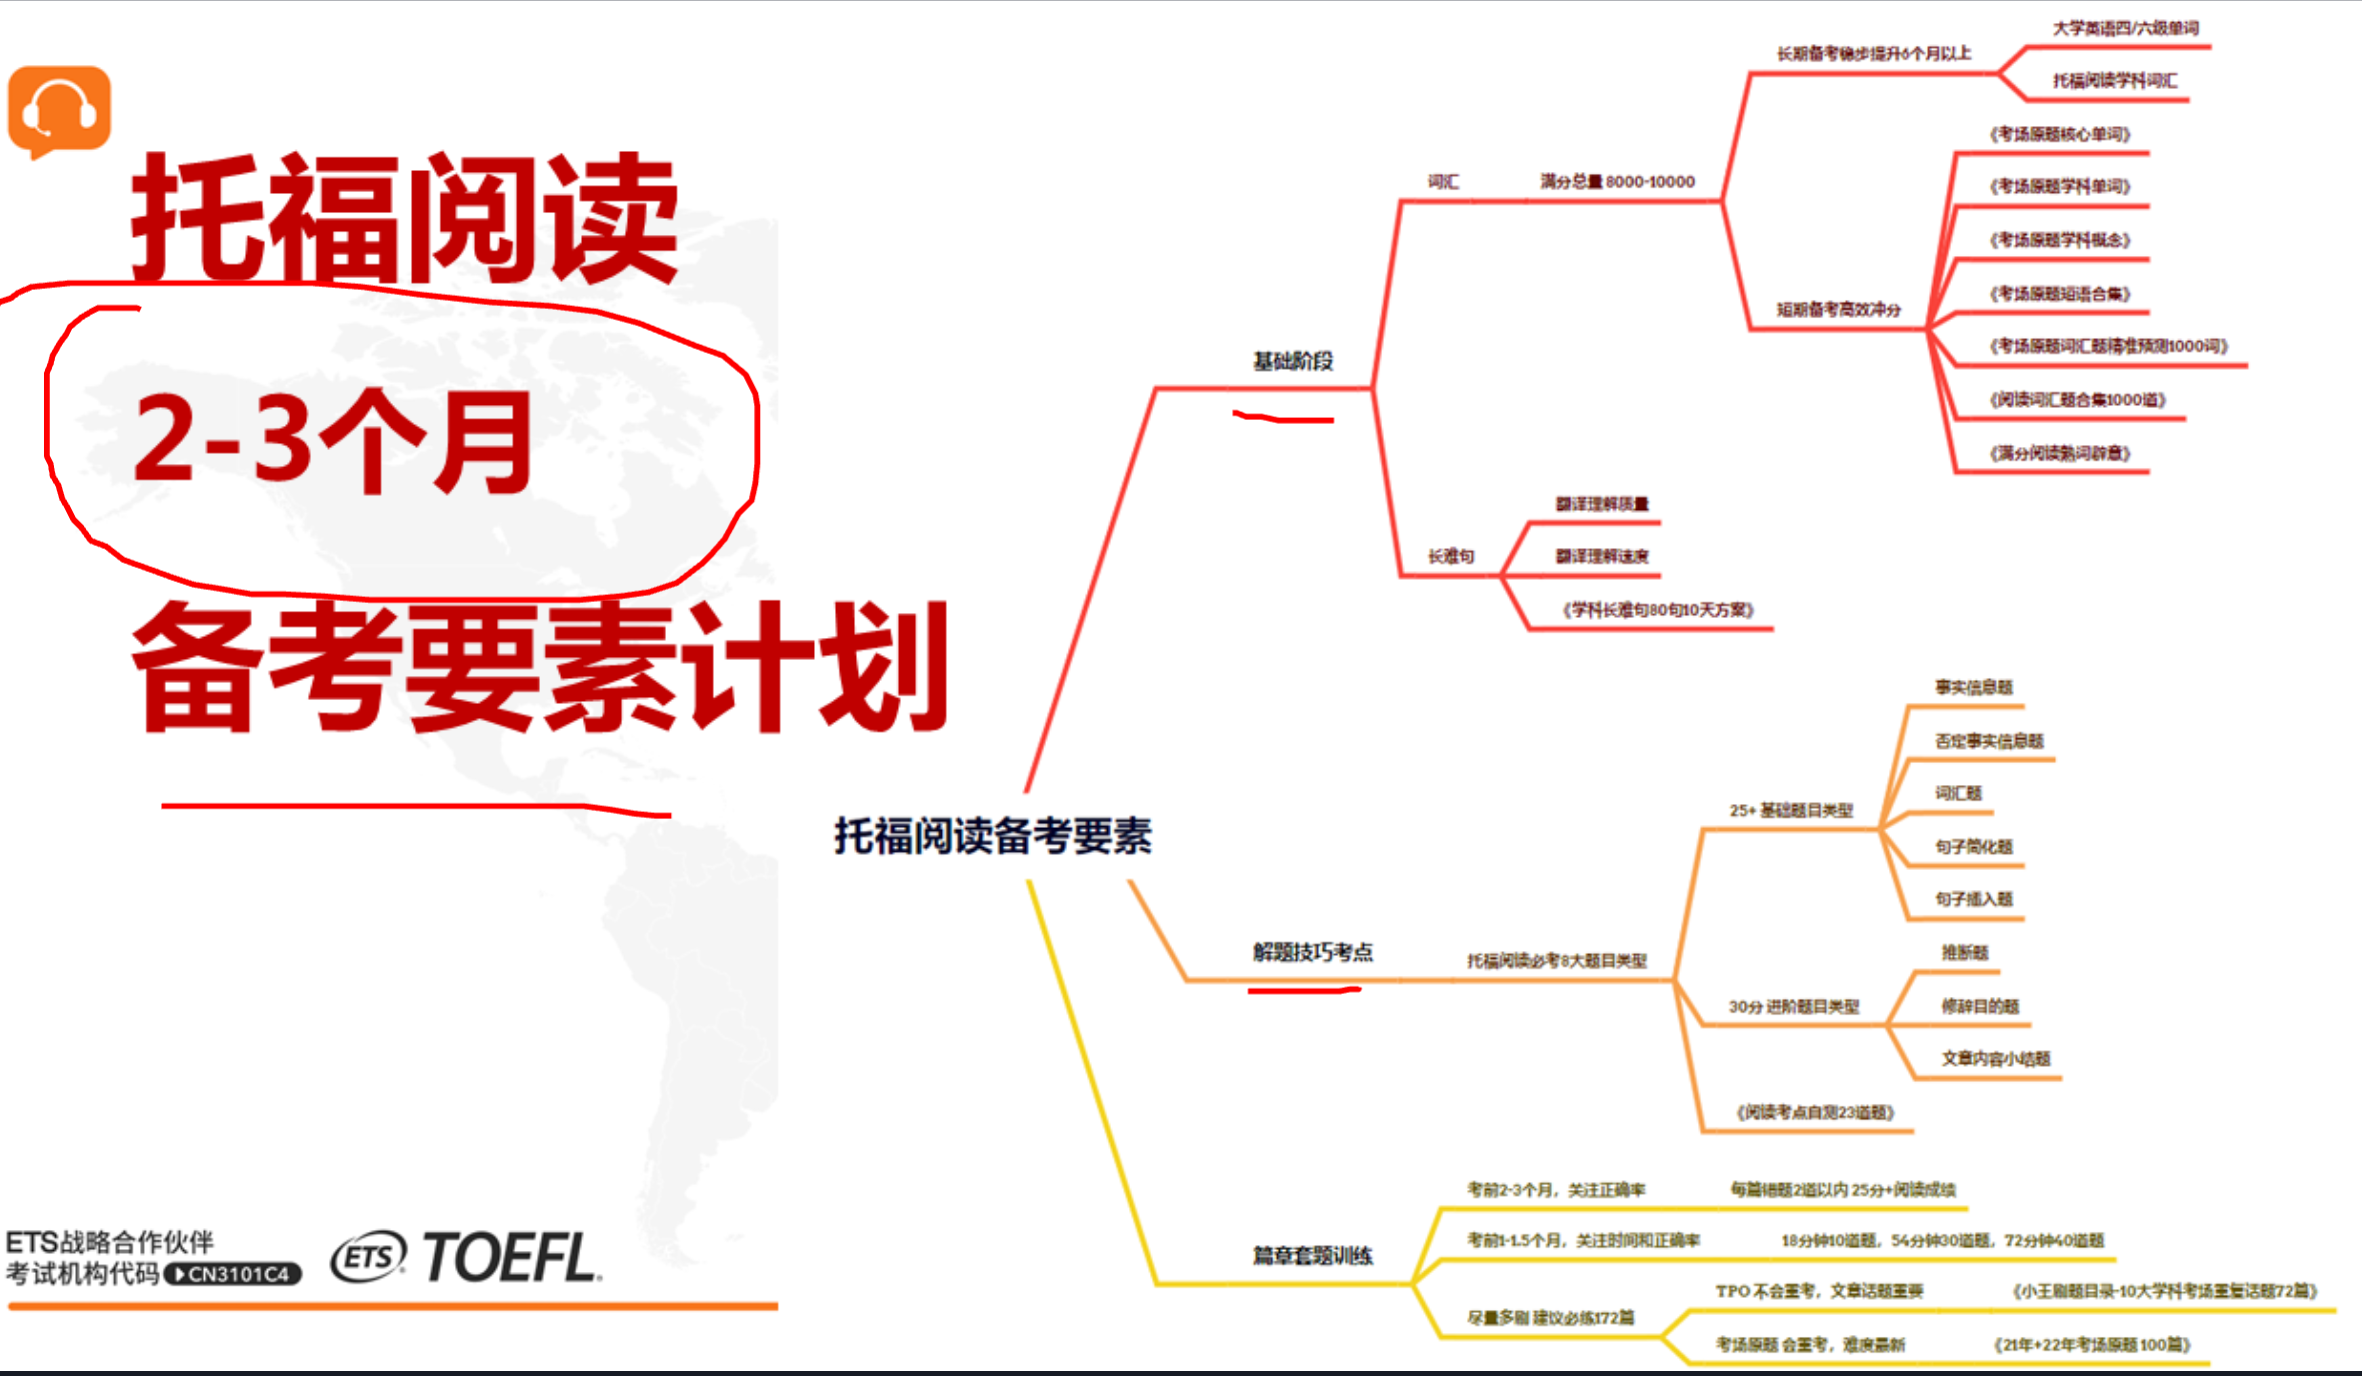 托福阅读
2-3个月
备考要素计划
ETS战略合作伙伴
考试机构代码 CN3101C4
ETS TOEFL
托福阅读备考要素
基础阶段
词汇
满分总量 8000-10000
长期备考稳步提升6个月以上
大学英语四/六级单词
托福阅读学科词汇
短期备考高效冲分
《考场原题核心单词》
《考场原题学科单词》
《考场原题学科概念》
《考场原题短语合集》
《考场原题词汇题精准预测1000词》
《阅读词汇题合集1000道》
《满分阅读熟词辟意》
长难句
翻译理解质量
翻译理解速度
《学科长难句80句10天方案》
解题技巧考点
托福阅读必考8大题目类型
25+ 基础题目类型
事实信息题
否定事实信息题
词汇题
句子简化题
句子插入题
30分 进阶题目类型
推断题
修辞目的题
文章内容小结题
《阅读考点自测23道题》
篇章套题训练
考前2-3个月，关注正确率
每篇错题2道以内 25分+阅读成绩
考前1-1.5个月，关注时间和正确率
18分钟10道题，54分钟30道题，72分钟40道题
尽量多刷 建议必练172篇
TPO 不会重考，文章话题重要
《小王刷题目录-10大学科考场重复话题72篇》
考场原题 会重考，难度最新
《21年+22年考场原题 100篇》